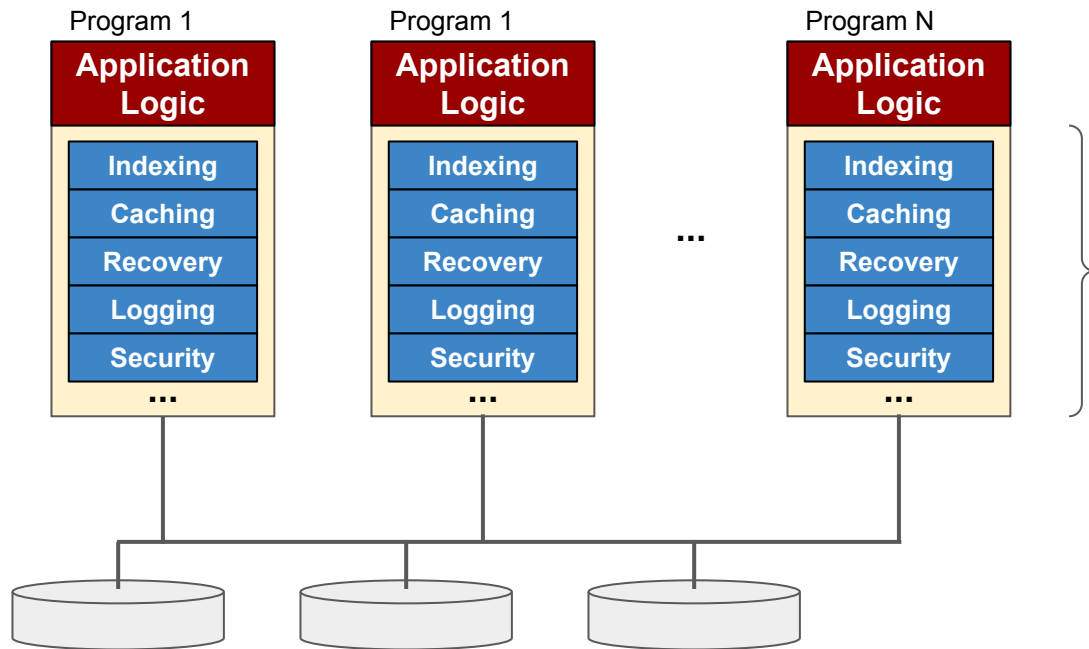 Program 1
Program 1
Program N
Application
Logic
Application
Logic
Application
Logic
Indexing
Caching
Recovery
Logging
Security
...
Indexing
Caching
Recovery
Logging
Security
...
...
Indexing
Caching
Recovery
Logging
Security
...